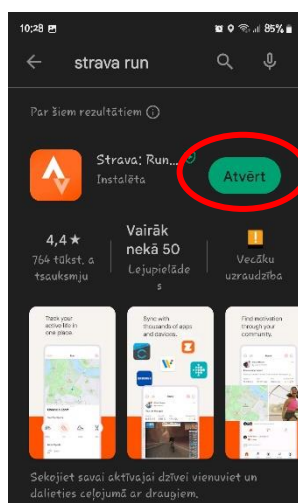 10:28
85%
strava run
Par šiem rezultātiem
Strava: Run...
Instalēta
Atvērt
4,4★
764 tūkst. a
tsauksmju
Vairāk
nekā 50
Lejupielāde
s
Vecāku
uzraudzība
Track your
active life in
one place.
Sync with
thousands of apps
and devices.
Find motivation
through your
community.
Sekojiet savai aktīvajai dzīvei vienuviet un
dalieties ceļojumā ar draugiem.